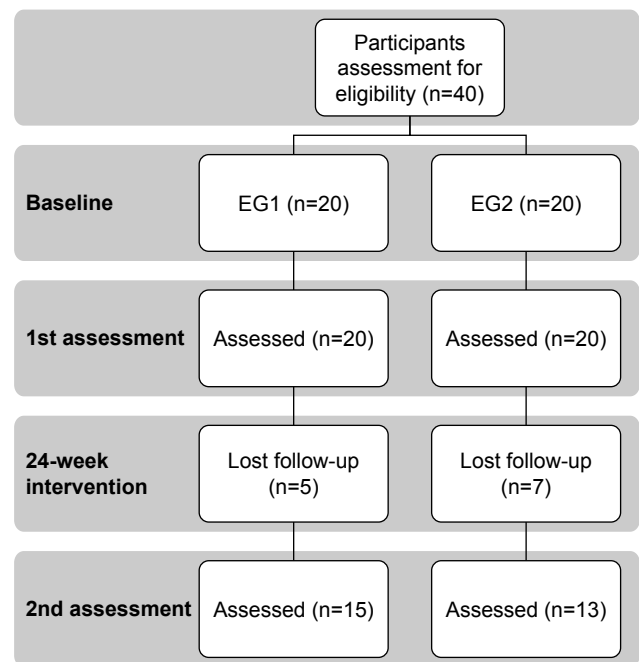 Participants
assessment for
eligibility (n=40)
Baseline
EG1 (n=20)
EG2 (n=20)
1st assessment
Assessed (n=20)
Assessed (n=20)
24-week
intervention
Lost follow-up
(n=5)
Lost follow-up
(n=7)
2nd assessment
Assessed (n=15)
Assessed (n=13)